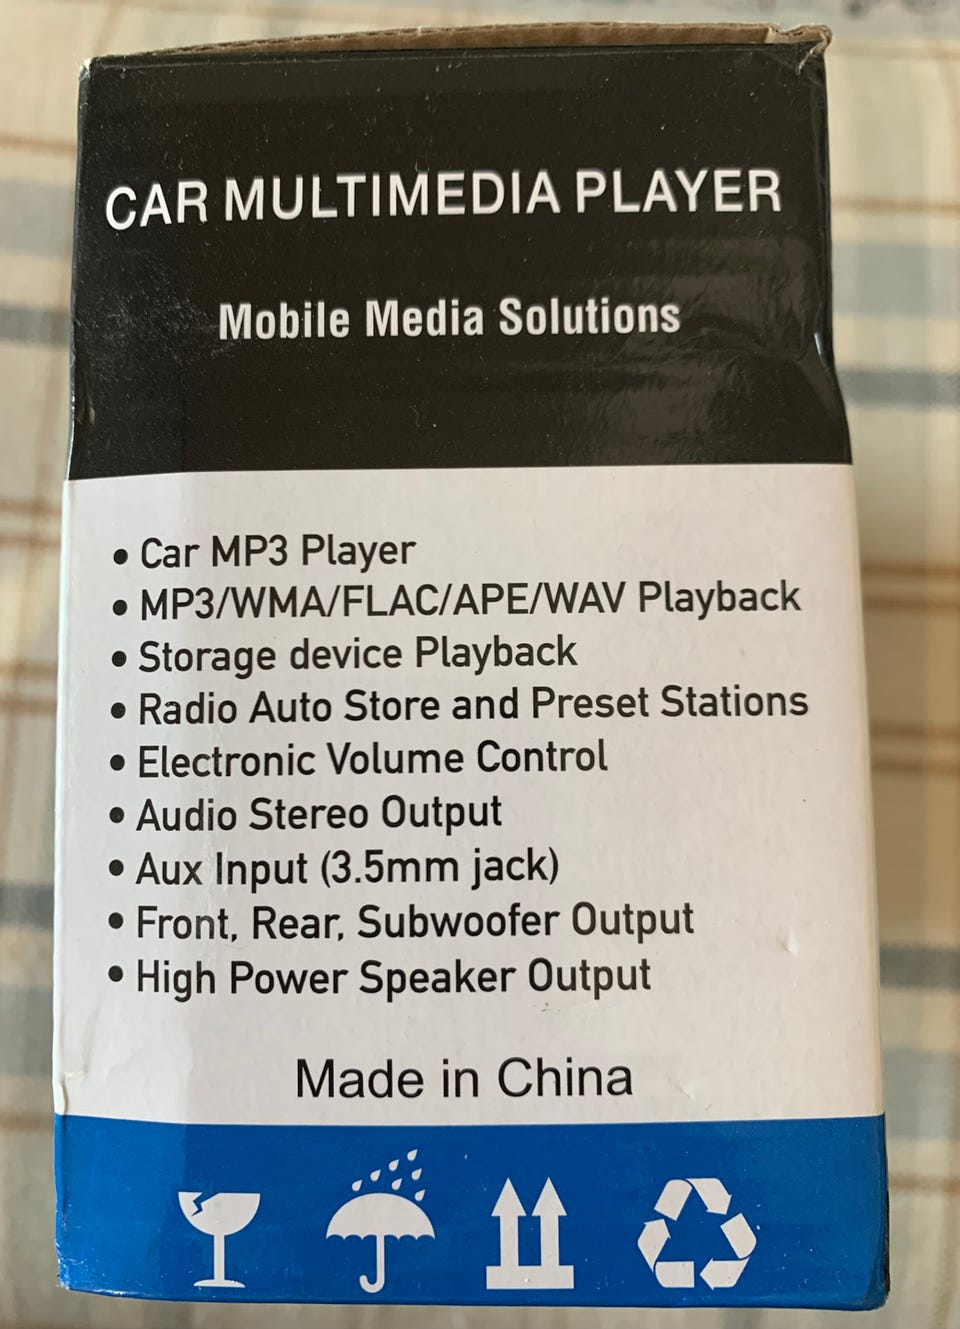 CAR MULTIMEDIA PLAYER
Mobile Media Solutions
• Car MP3 Player
• MP3/WMA/FLAC/APE/WAV Playback
• Storage device Playback
• Radio Auto Store and Preset Stations
• Electronic Volume Control
• Audio Stereo Output
• Aux Input (3.5mm jack)
• Front, Rear, Subwoofer Output
• High Power Speaker Output
Made in China